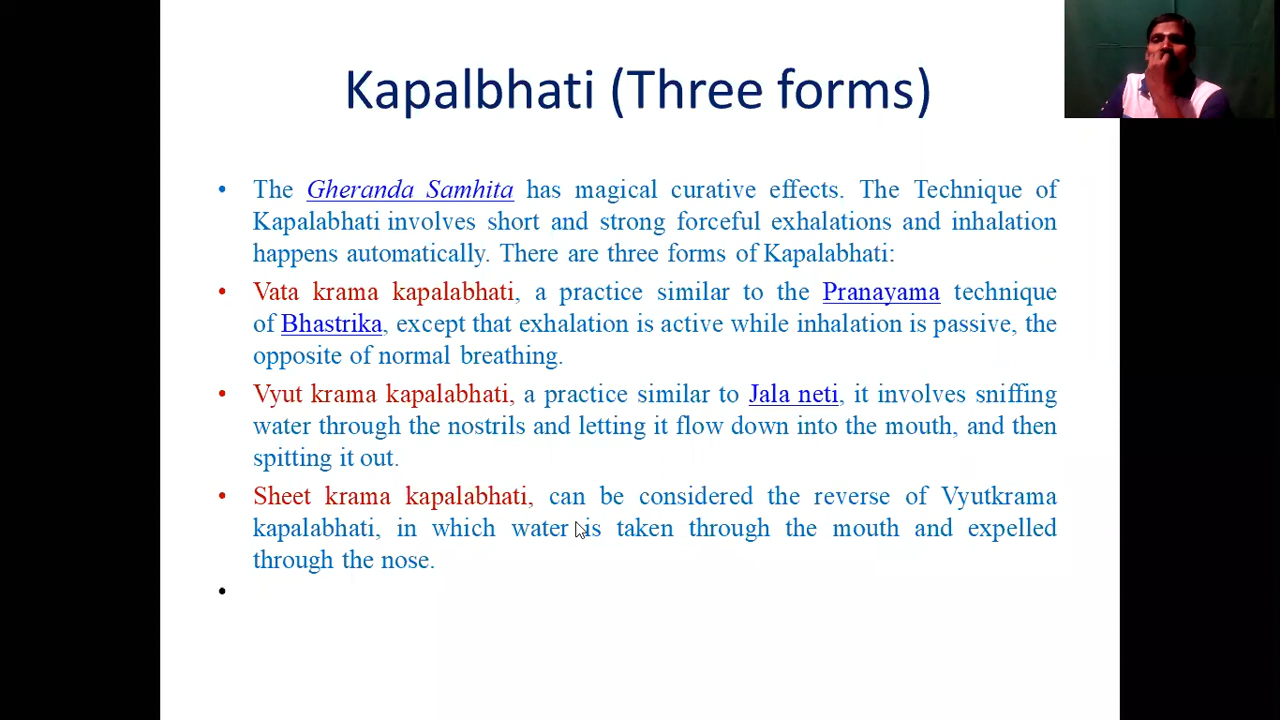 Kapalbhati (Three forms)
• The Gheranda Samhita has magical curative effects. The Technique of
Kapalabhati involves short and strong forceful exhalations and inhalation
happens automatically. There are three forms of Kapalabhati:
• Vata krama kapalabhati, a practice similar to the Pranayama technique
of Bhastrika, except that exhalation is active while inhalation is passive, the
opposite of normal breathing.
• Vyut krama kapalabhati, a practice similar to Jala neti, it involves sniffing
water through the nostrils and letting it flow down into the mouth, and then
spitting it out.
• Sheet krama kapalabhati, can be considered the reverse of Vyutkrama
kapalabhati, in which water is taken through the mouth and expelled
through the nose.
•